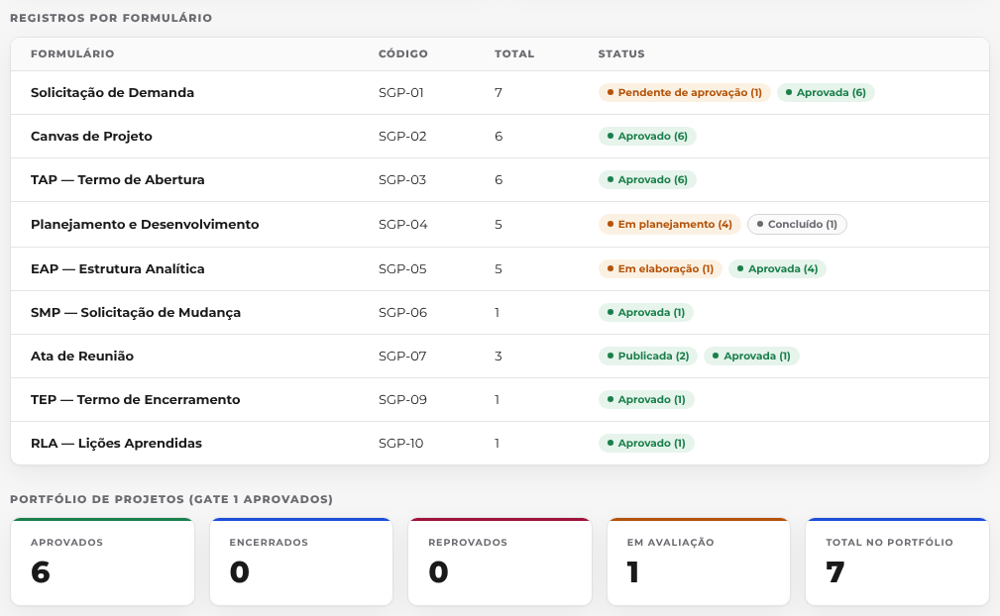 REGISTROS POR FORMULÁRIO
FORMULÁRIO CÓDIGO TOTAL STATUS
Solicitação de Demanda SGP-01 7 Pendente de aprovação (1) Aprovada (6)
Canvas de Projeto SGP-02 6 Aprovado (6)
TAP — Termo de Abertura SGP-03 6 Aprovado (6)
Planejamento e Desenvolvimento SGP-04 5 Em planejamento (4) Concluído (1)
EAP — Estrutura Analítica SGP-05 5 Em elaboração (1) Aprovada (4)
SMP — Solicitação de Mudança SGP-06 1 Aprovada (1)
Ata de Reunião SGP-07 3 Publicada (2) Aprovada (1)
TEP — Termo de Encerramento SGP-09 1 Aprovado (1)
RLA — Lições Aprendidas SGP-10 1 Aprovado (1)
PORTFÓLIO DE PROJETOS (GATE 1 APROVADOS)
APROVADOS ENCERRADOS REPROVADOS EM AVALIAÇÃO TOTAL NO PORTFÓLIO
6 0 0 1 7